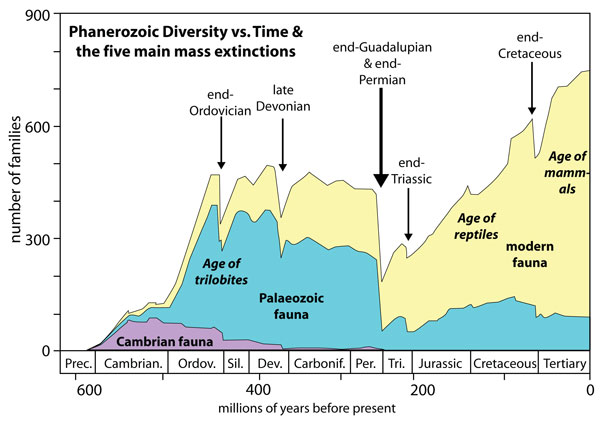 Phanerozoic Diversity vs. Time &
the five main mass extinctions
900
600
300
0
number of families
end-
Ordovician
late
Devonian
end-Guadalupian
& end-
Permian
end-
Triassic
end-
Cretaceous
Age of
trilobites
Palaeozoic
fauna
Cambrian fauna
Age of
reptiles
modern
fauna
Age of
mamm-
als
Prec.
Cambrian.
Ordov.
Sil.
Dev.
Carbonif.
Per.
Tri.
Jurassic
Cretaceous
Tertiary
600
400
200
0
millions of years before present